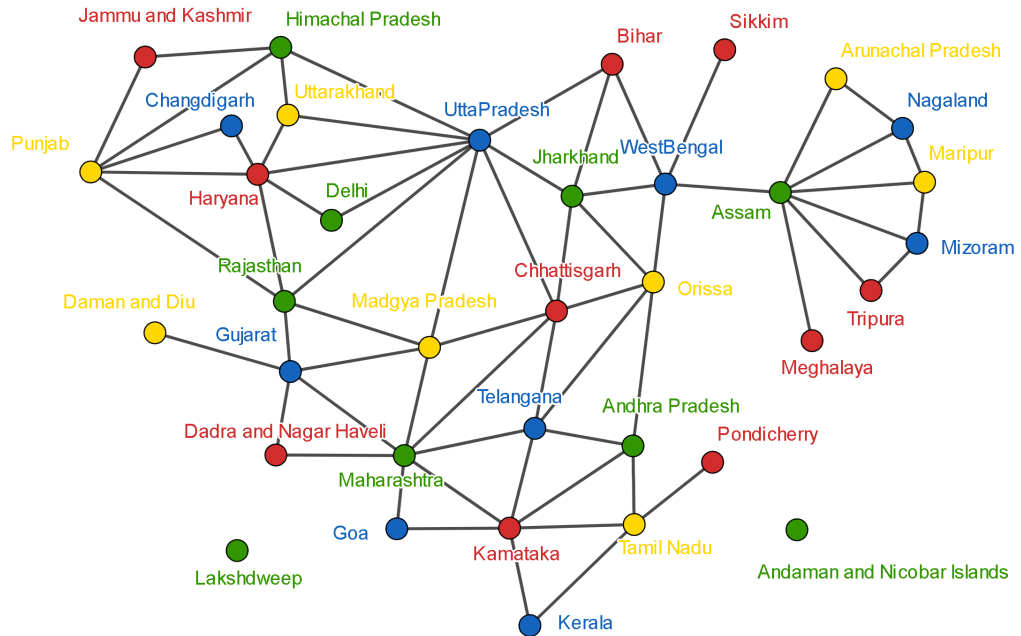 Jammu and Kashmir
Himachal Pradesh
Sikkim
Bihar
Arunachal Pradesh
Changdigarh
Uttarakhand
UttaPradesh
Nagaland
Punjab
Jharkhand
WestBengal
Maripur
Haryana
Delhi
Assam
Mizoram
Rajasthan
Chhattisgarh
Orissa
Daman and Diu
Madgya Pradesh
Tripura
Gujarat
Meghalaya
Telangana
Andhra Pradesh
Dadra and Nagar Haveli
Pondicherry
Maharashtra
Goa
Kamataka
Tamil Nadu
Lakshdweep
Andaman and Nicobar Islands
Kerala